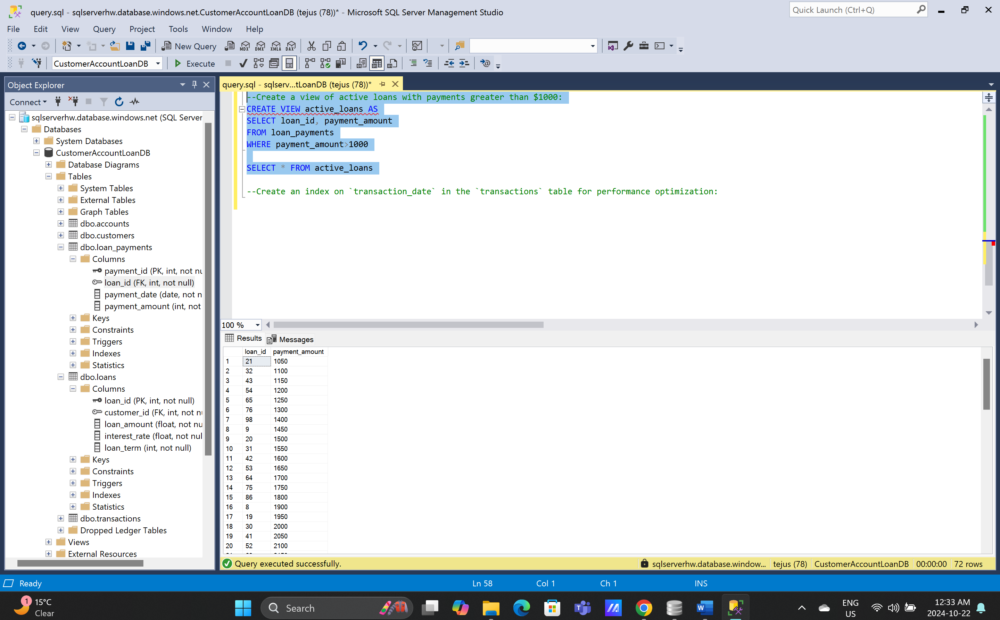 query.sql - sqlserverhw.database.windows.net.CustomerAccountLoanDB (tejus (78))* - Microsoft SQL Server Management Studio
Quick Launch (Ctrl+Q)
File Edit View Query Project Tools Window Help
New Query MDX DMX XMLA DAX
CustomerAccountLoanDB Execute
Object Explorer
Connect
sqlserverhw.database.windows.net (SQL Server
Databases
System Databases
CustomerAccountLoanDB
Database Diagrams
Tables
System Tables
External Tables
Graph Tables
dbo.accounts
dbo.customers
dbo.loan_payments
Columns
payment_id (PK, int, not nu
loan_id (FK, int, not null)
payment_date (date, not n
payment_amount (int, not
Keys
Constraints
Triggers
Indexes
Statistics
dbo.loans
Columns
loan_id (PK, int, not null)
customer_id (FK, int, not nu
loan_amount (float, not nu
interest_rate (float, not nul
loan_term (int, not null)
Keys
Constraints
Triggers
Indexes
Statistics
dbo.transactions
Dropped Ledger Tables
Views
External Resources
query.sql - sqlserv...tLoanDB (tejus (78))*
--Create a view of active loans with payments greater than $1000:
CREATE VIEW active_loans AS
SELECT loan_id, payment_amount
FROM loan_payments
WHERE payment_amount>1000
SELECT * FROM active_loans
--Create an index on `transaction_date` in the `transactions` table for performance optimization:
100 %
Results Messages
loan_id payment_amount
1 21 1050
2 32 1100
3 43 1150
4 54 1200
5 65 1250
6 76 1300
7 98 1400
8 9 1450
9 20 1500
10 31 1550
11 42 1600
12 53 1650
13 64 1700
14 75 1750
15 86 1800
16 8 1900
17 19 1950
18 30 2000
19 41 2050
20 52 2100
Query executed successfully. sqlserverhw.database.window... tejus (78) CustomerAccountLoanDB 00:00:00 72 rows
Ready Ln 58 Col 1 Ch 1 INS
1
15°C
Clear
Search
ENG
US
12:33 AM
2024-10-22